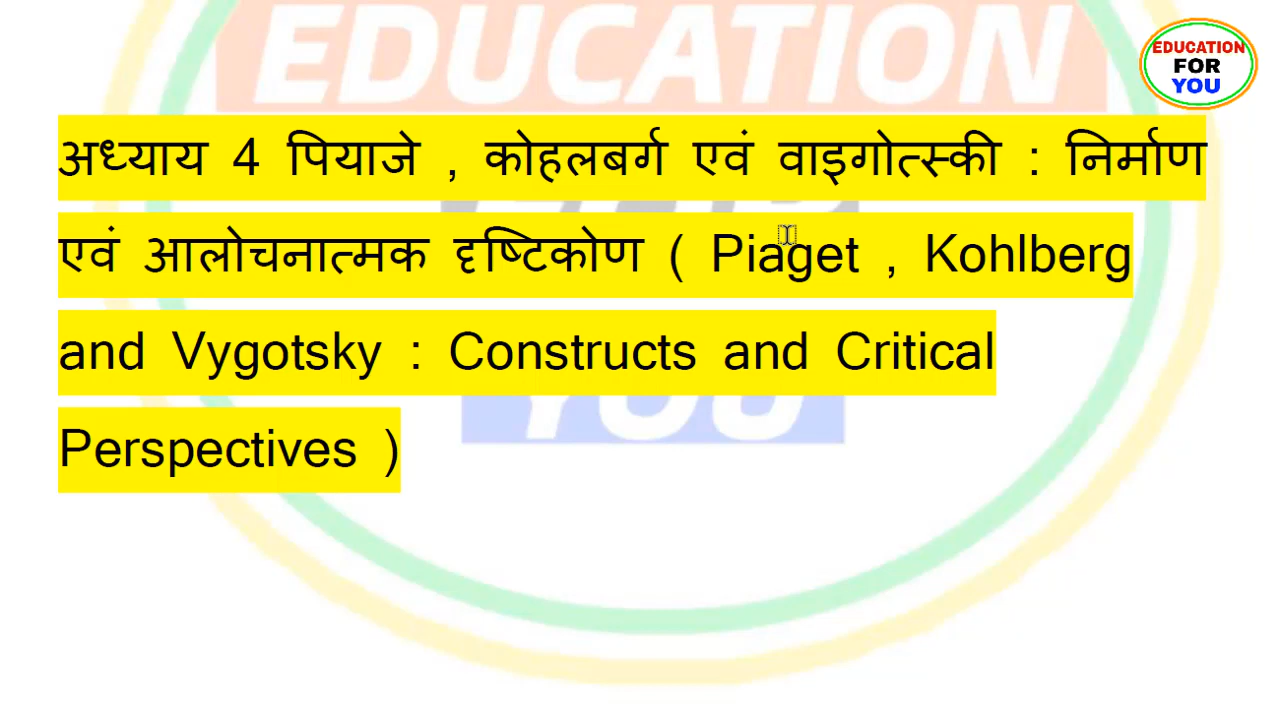 EDUCATION
EDUCATION
FOR
YOU
अध्याय 4 पियाजे , कोहलबर्ग एवं वाइगोत्स्की : निर्माण
एवं आलोचनात्मक दृष्टिकोण ( Piaget , Kohlberg
and Vygotsky : Constructs and Critical
Perspectives )
YOU